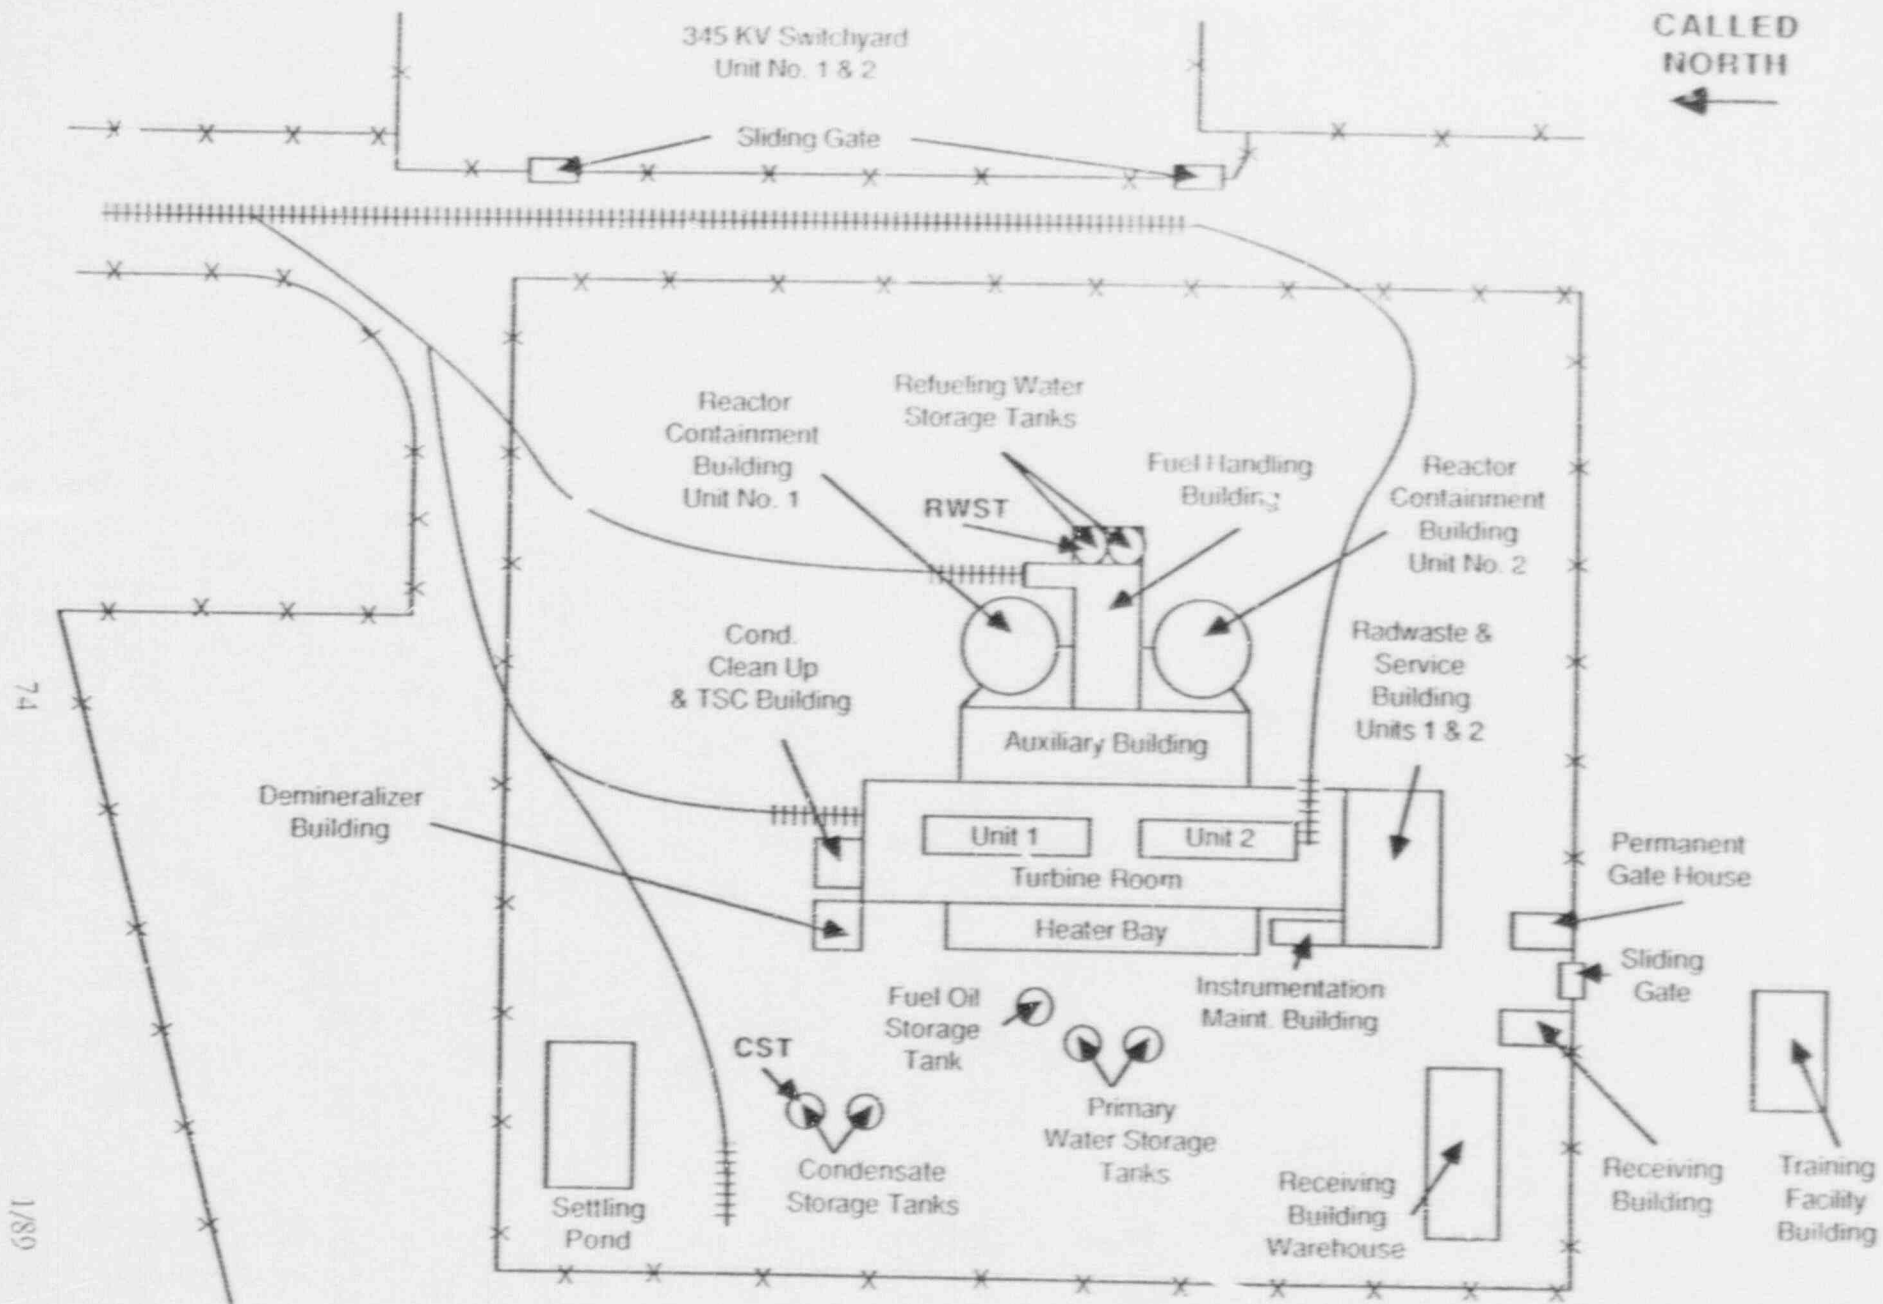 345 KV Switchyard
Unit No. 1 & 2
CALLED
NORTH
Sliding Gate
Reactor
Containment
Building
Unit No. 1
Refueling Water
Storage Tanks
RWST
Fuel Handling
Building
Reactor
Containment
Building
Unit No. 2
Cond.
Clean Up
& TSC Building
Radwaste &
Service
Building
Units 1 & 2
Auxiliary Building
Demineralizer
Building
Unit 1
Unit 2
Turbine Room
Heater Bay
Permanent
Gate House
Sliding
Gate
Instrumentation
Maint. Building
Fuel Oil
Storage
Tank
CST
Condensate
Storage Tanks
Primary
Water Storage
Tanks
Settling
Pond
Receiving
Building
Warehouse
Receiving
Building
Training
Facility
Building
74
1/89